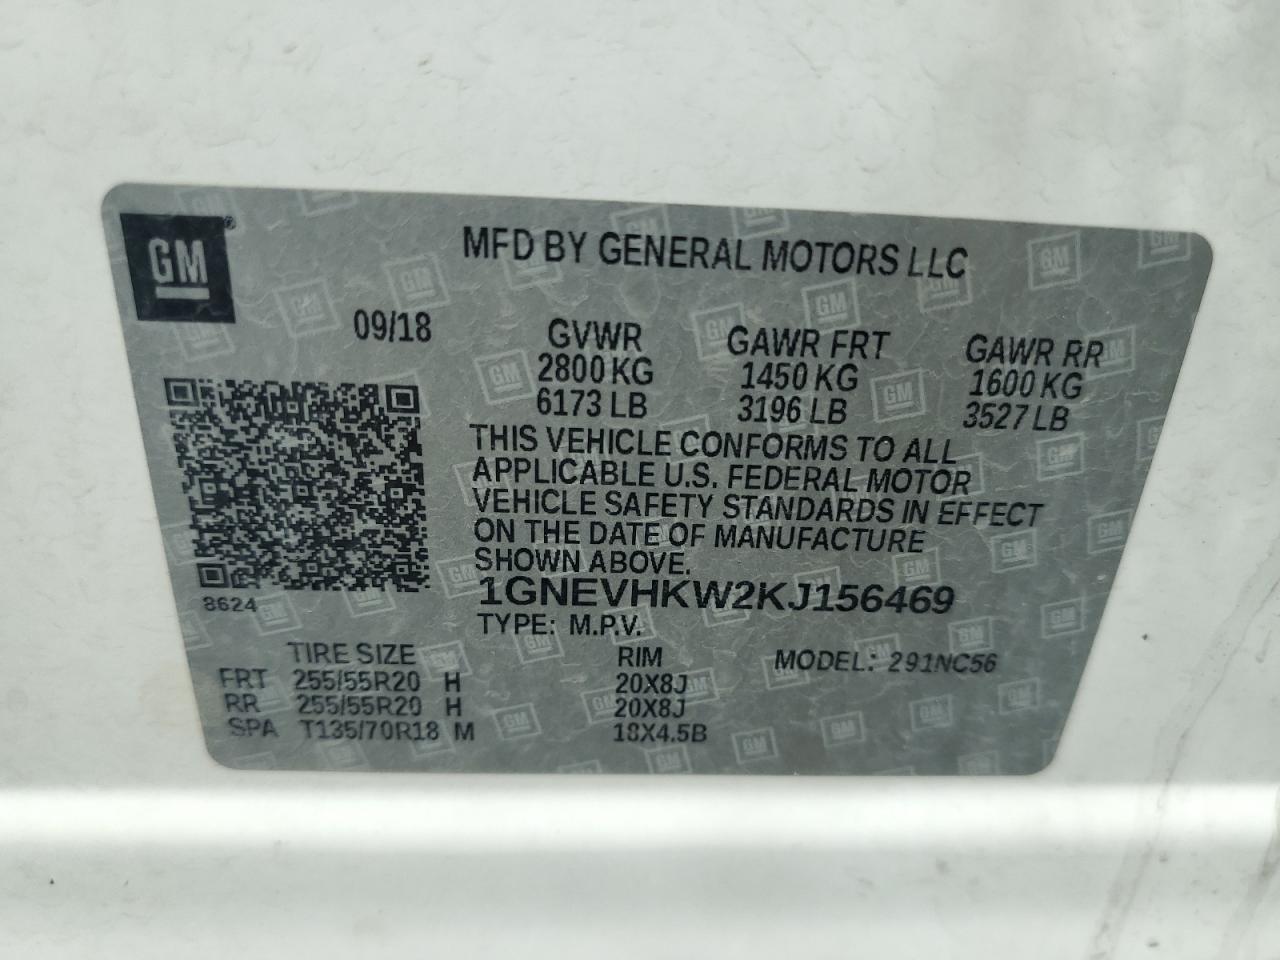 GM
MFD BY GENERAL MOTORS LLC
09/18
GVWR GAWR FRT GAWR RR
2800 KG 1450 KG 1600 KG
6173 LB 3196 LB 3527 LB
THIS VEHICLE CONFORMS TO ALL
APPLICABLE U.S. FEDERAL MOTOR
VEHICLE SAFETY STANDARDS IN EFFECT
ON THE DATE OF MANUFACTURE
SHOWN ABOVE.
8624
1GNEVHKW2KJ156469
TYPE: M.P.V.
TIRE SIZE RIM MODEL: 291NC56
FRT 255/55R20 H 20X8J
RR 255/55R20 H 20X8J
SPA T135/70R18 M 18X4.5B